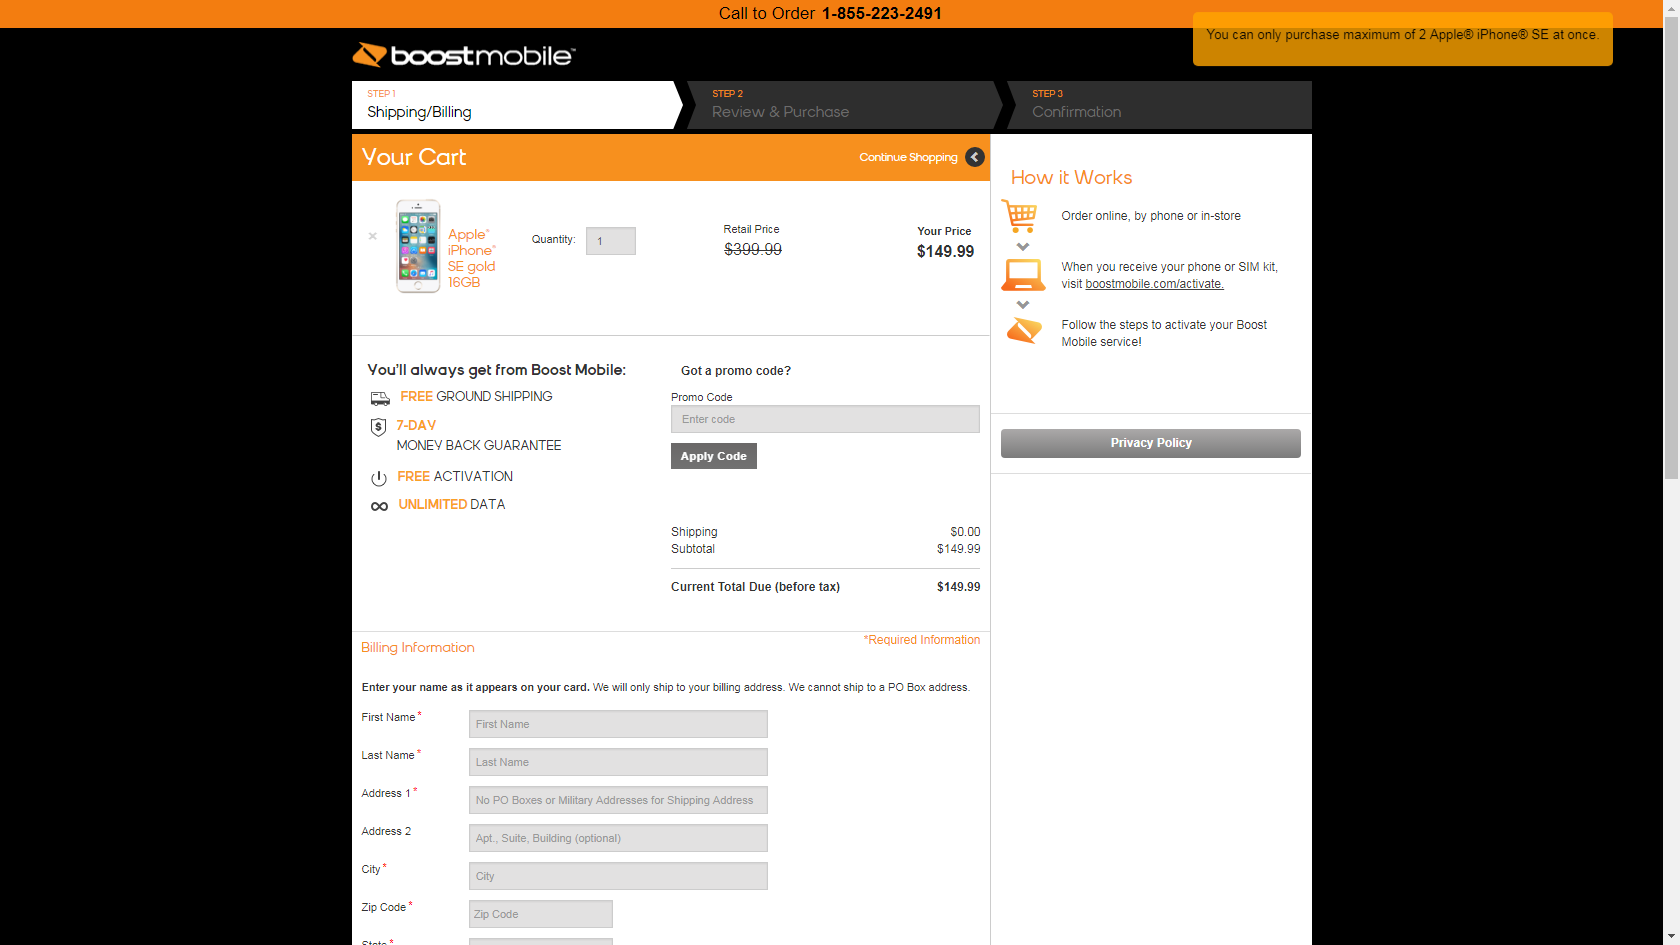 Call to Order 1-855-223-2491
You can only purchase maximum of 2 Apple® iPhone® SE at once.
boostmobile™
STEP 1
Shipping/Billing
STEP 2
Review & Purchase
STEP 3
Confirmation
Your Cart
Continue Shopping
Apple®
iPhone®
SE gold
16GB
Quantity:
1
Retail Price
$399.99
Your Price
$149.99
You'll always get from Boost Mobile:
FREE GROUND SHIPPING
7-DAY
MONEY BACK GUARANTEE
FREE ACTIVATION
UNLIMITED DATA
Got a promo code?
Promo Code
Enter code
Apply Code
Shipping $0.00
Subtotal $149.99
Current Total Due (before tax) $149.99
How it Works
Order online, by phone or in-store
When you receive your phone or SIM kit,
visit boostmobile.com/activate.
Follow the steps to activate your Boost
Mobile service!
Privacy Policy
*Required Information
Billing Information
Enter your name as it appears on your card. We will only ship to your billing address. We cannot ship to a PO Box address.
First Name*
First Name
Last Name*
Last Name
Address 1*
No PO Boxes or Military Addresses for Shipping Address
Address 2
Apt., Suite, Building (optional)
City*
City
Zip Code*
Zip Code
State*